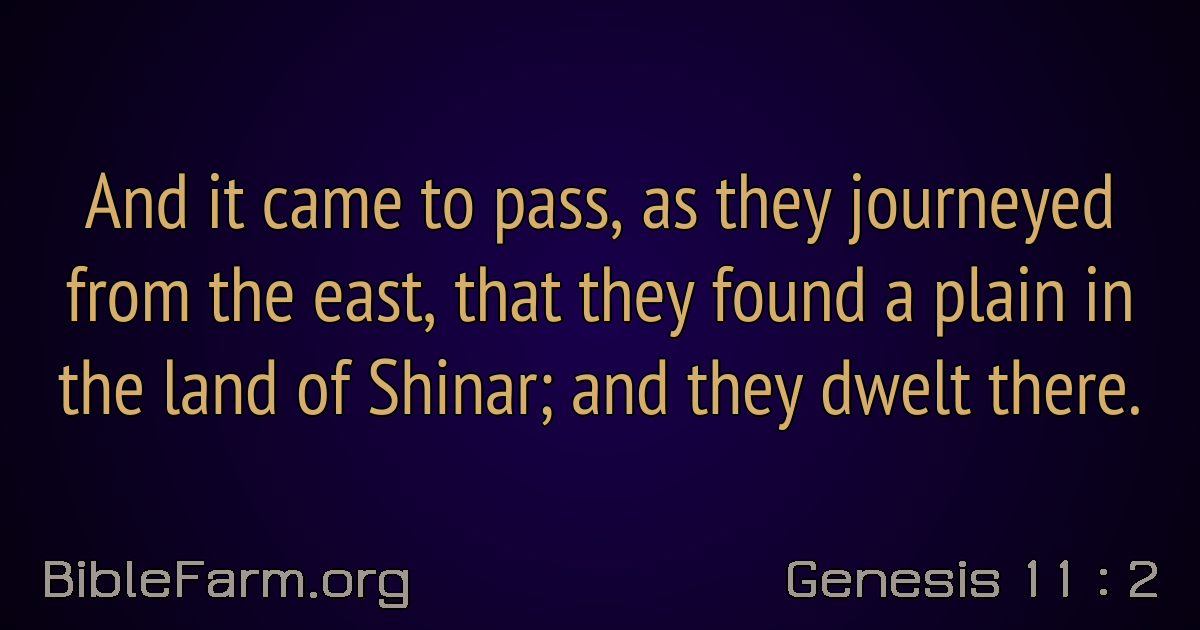 And it came to pass, as they journeyed
from the east, that they found a plain in
the land of Shinar; and they dwelt there.
BibleFarm.org
Genesis 11 : 2